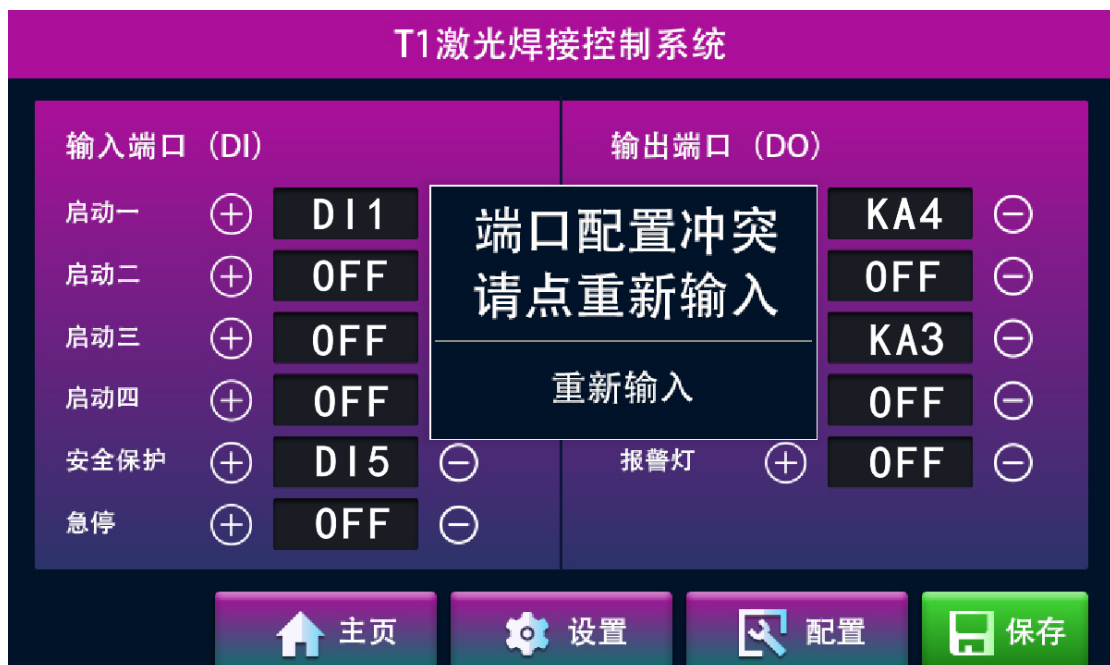 T1激光焊接控制系统
输入端口（DI）
输出端口（DO）
启动一 DI1
KA4
启动二 OFF
OFF
启动三 OFF
KA3
启动四 OFF
OFF
安全保护 DI5
报警灯 OFF
急停 OFF
端口配置冲突
请点重新输入
重新输入
主页
设置
配置
保存